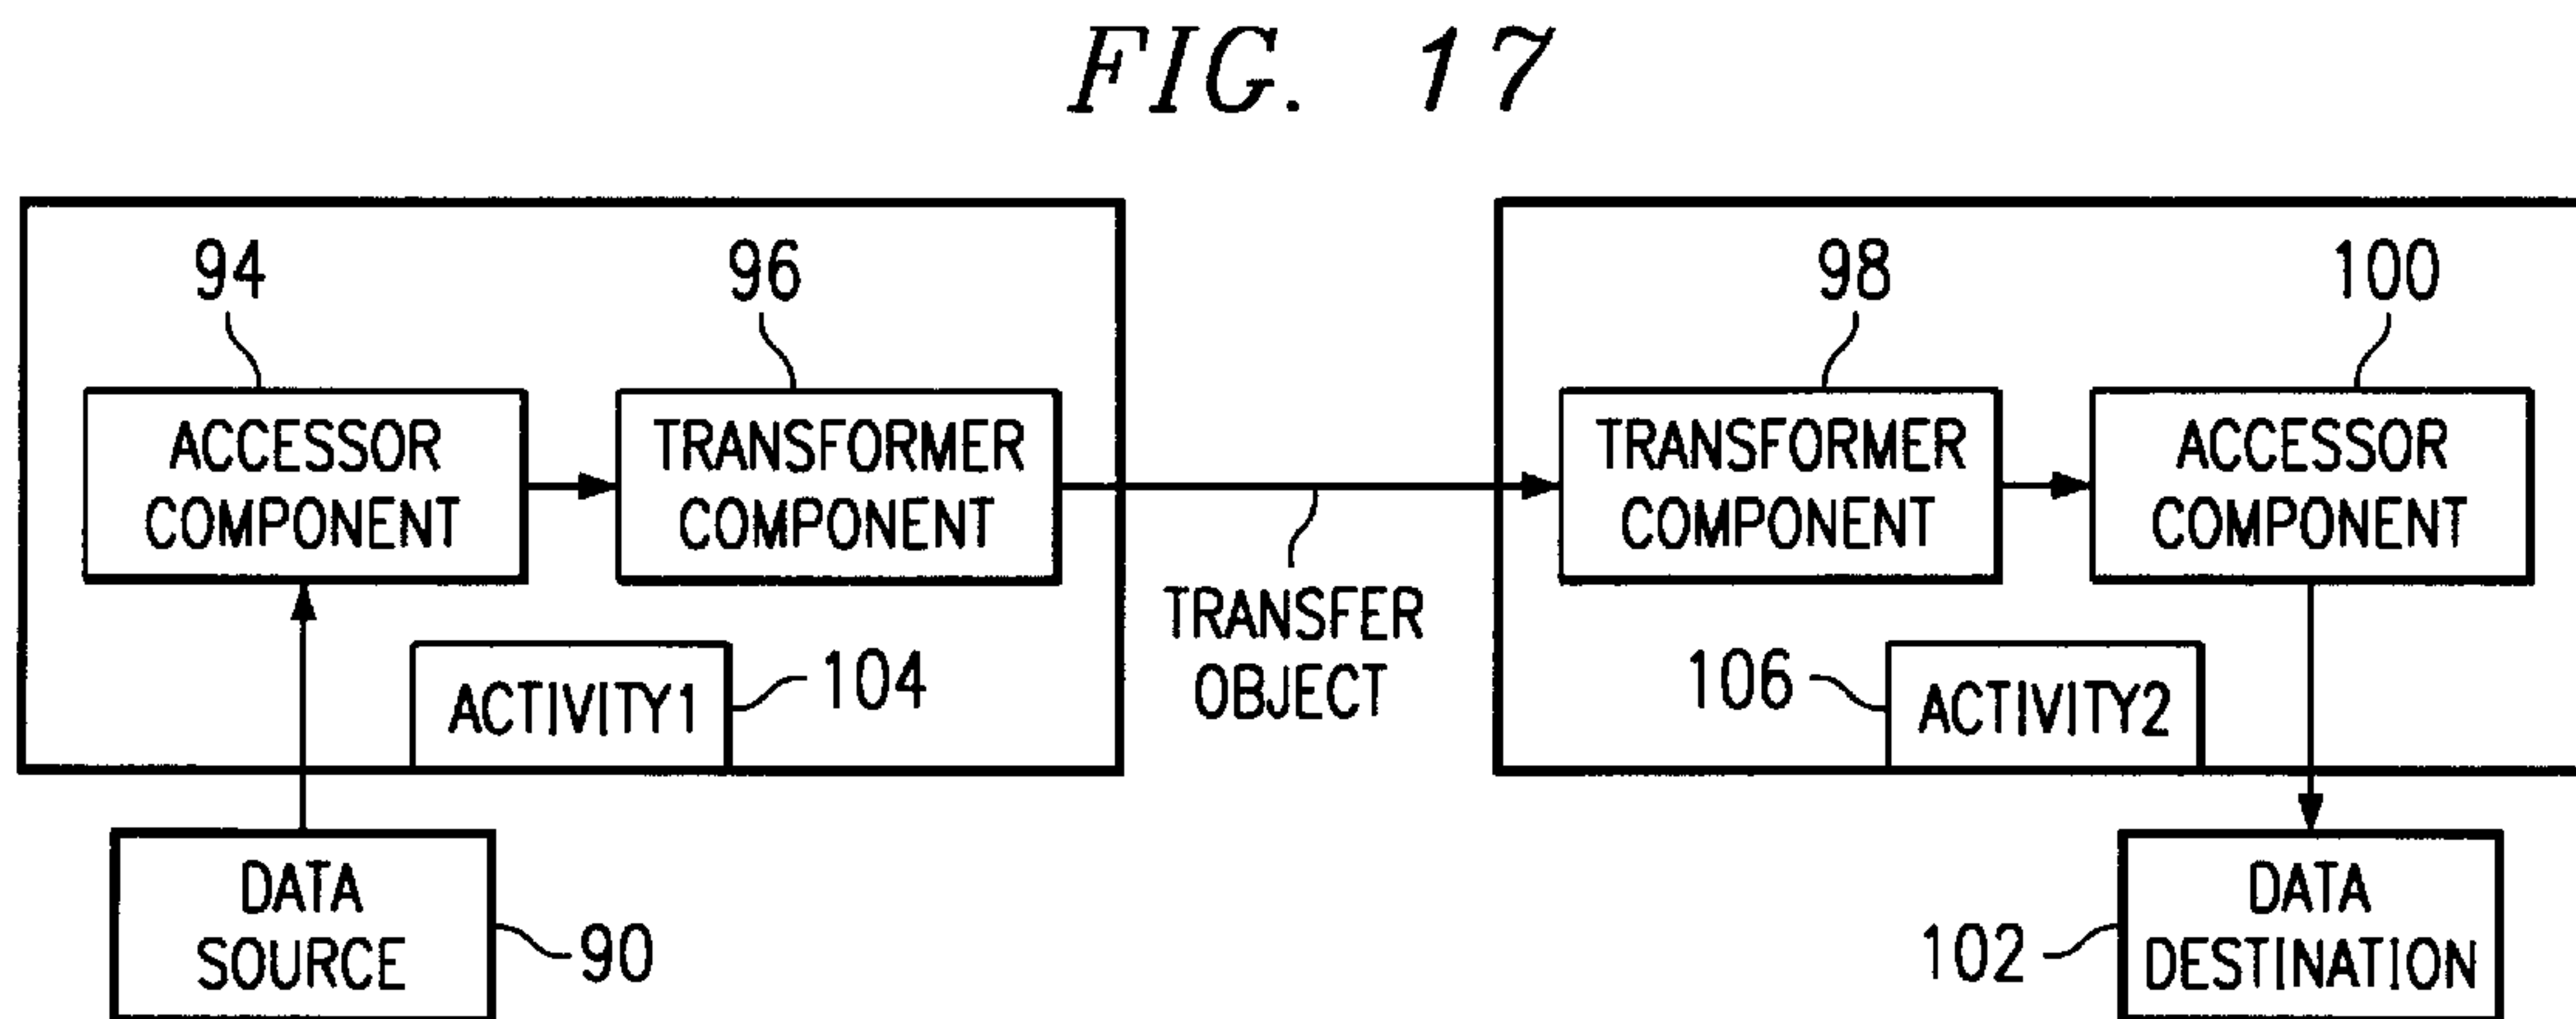 FIG. 17
94
96
ACCESSOR
COMPONENT
TRANSFORMER
COMPONENT
ACTIVITY1
104
DATA
SOURCE
90
TRANSFER
OBJECT
98
100
TRANSFORMER
COMPONENT
ACCESSOR
COMPONENT
106
ACTIVITY2
102
DATA
DESTINATION